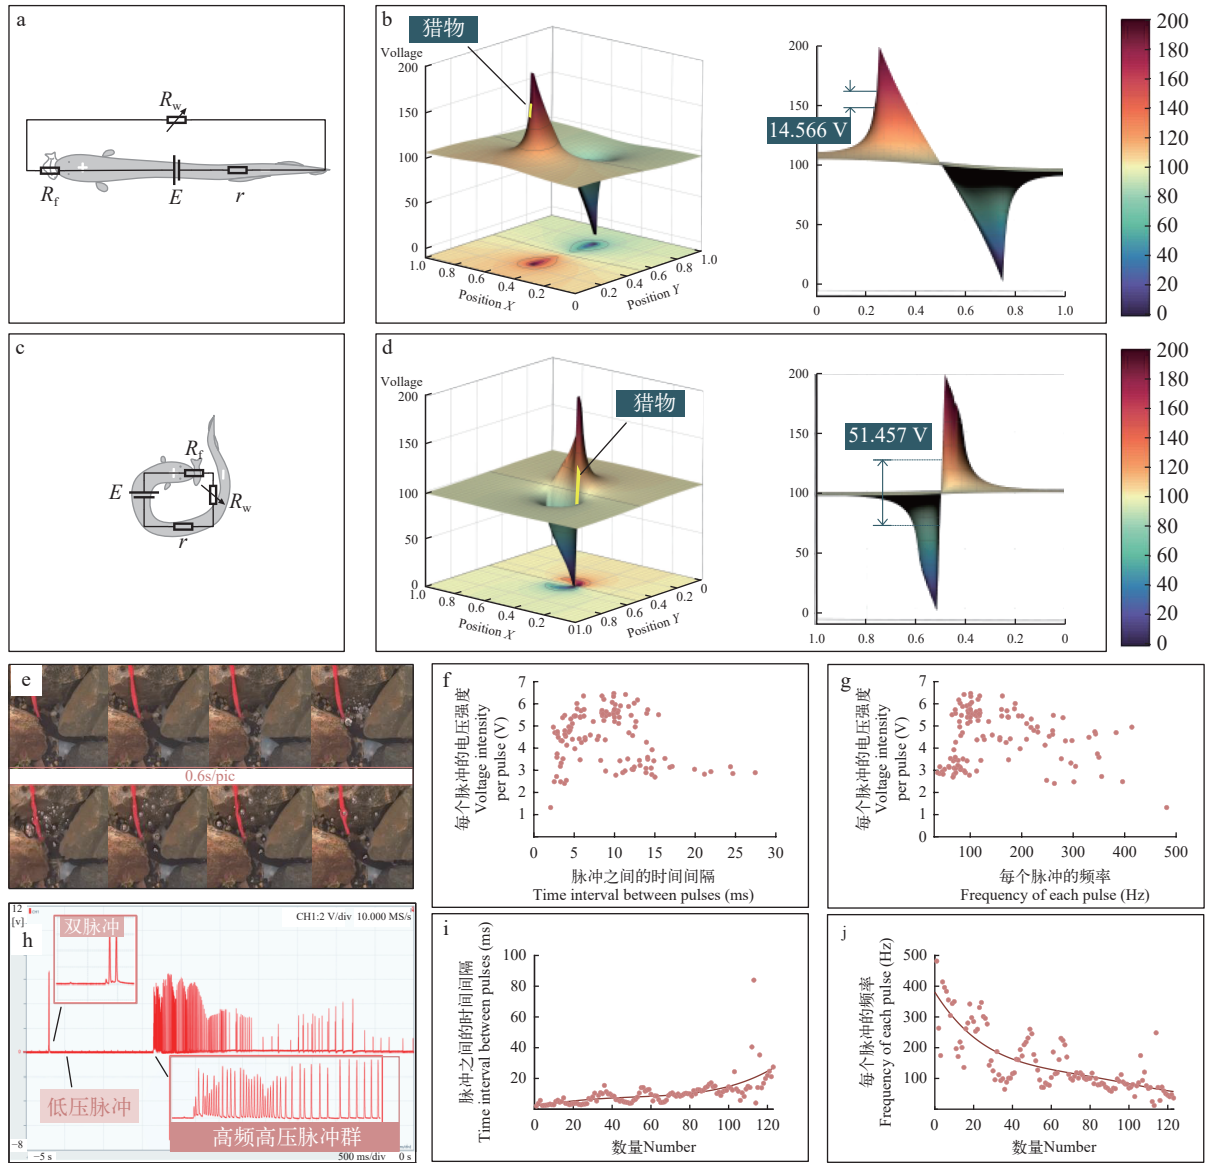 a
R_w
R_f
E
r
b
猎物
Vollage
200
150
100
50
0
1.0
0.8
0.6
0.4
0.2
0
Position X
0.2
0.4
0.6
0.8
1.0
Position Y
200
150
100
50
0
14.566 V
0
0.2
0.4
0.6
0.8
1.0
200
180
160
140
120
100
80
60
40
20
0
c
R_f
E
R_w
r
d
猎物
Vollage
200
150
100
50
0
1.0
0.8
0.6
0.4
0.2
01.0
Position X
0.8
0.6
0.4
0.2
0
Position Y
200
150
100
50
0
51.457 V
1.0
0.8
0.6
0.4
0.2
0
200
180
160
140
120
100
80
60
40
20
0
e
0.6s/pic
f
每个脉冲的电压强度
Voltage intensity
per pulse (V)
7
6
5
4
3
2
1
0
0 5 10 15 20 25 30
脉冲之间的时间间隔
Time interval between pulses (ms)
g
每个脉冲的电压强度
Voltage intensity
per pulse (V)
7
6
5
4
3
2
1
0
100 200 300 400 500
每个脉冲的频率
Frequency of each pulse (Hz)
h
12
[v]
CH1:2 V/div 10.000 MS/s
双脉冲
低压脉冲
高频高压脉冲群
−8
−5 s
500 ms/div 0 s
i
脉冲之间的时间间隔
Time interval between pulses (ms)
100
80
60
40
20
0 20 40 60 80 100 120
数量Number
j
每个脉冲的频率
Frequency of each pulse (Hz)
500
400
300
200
100
0 20 40 60 80 100 120
数量Number